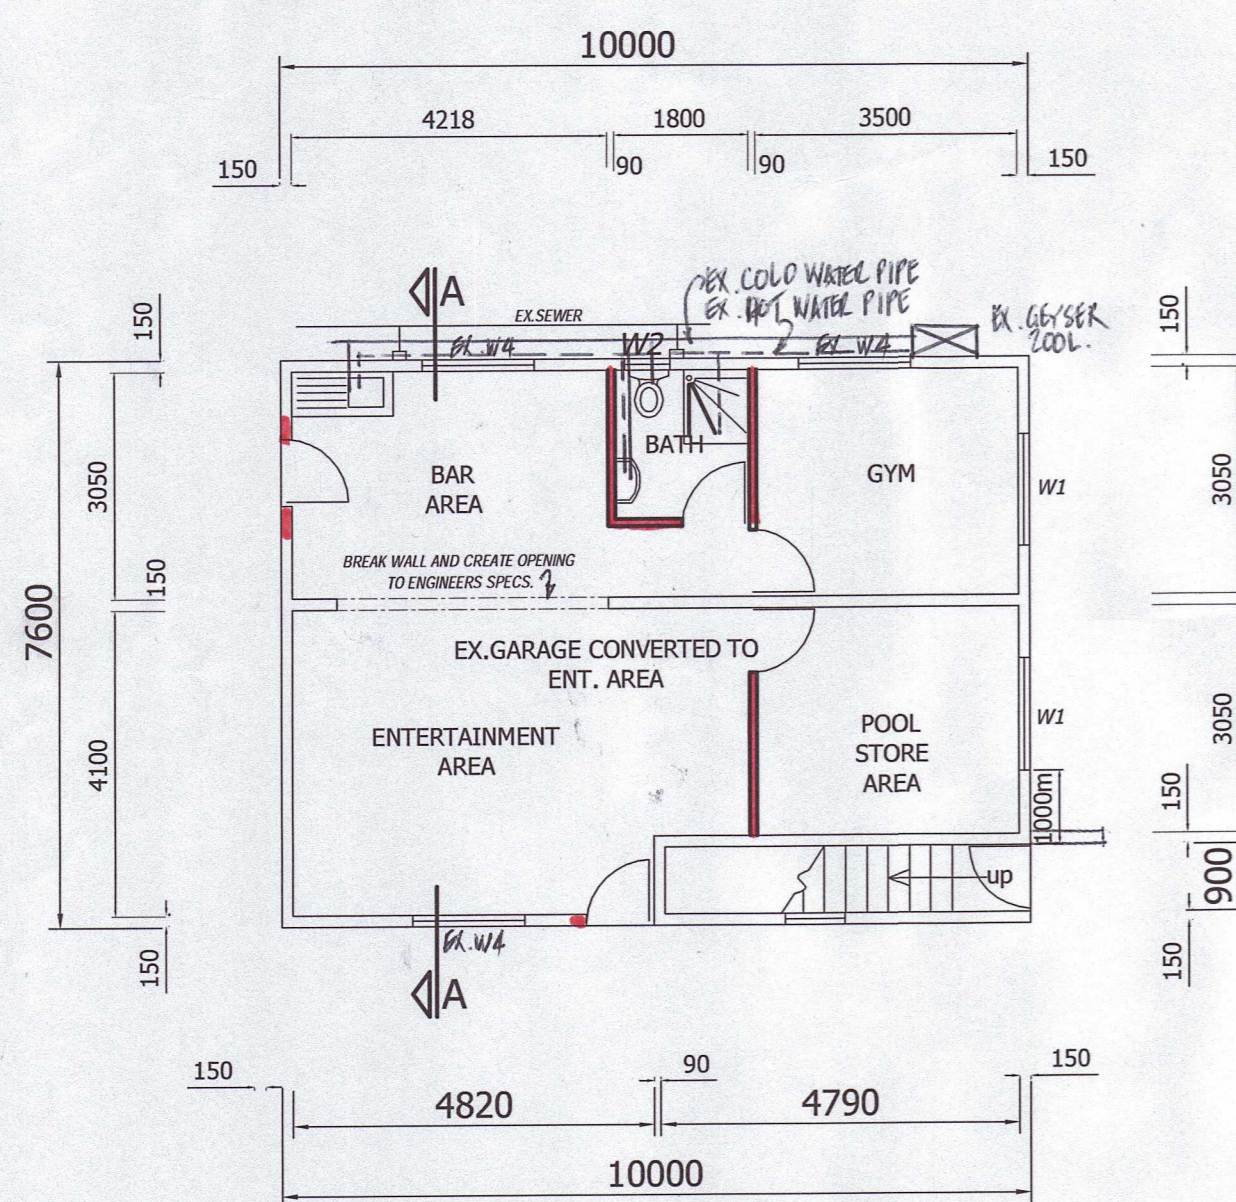 10000
4218
1800
3500
150
90
90
150
A
EX.SEWER
EX. COLD WATER PIPE
EX. HOT WATER PIPE
EX. GEYSER
200L.
150
150
EX. W4
W2
EX. W4
BATH
BAR
AREA
GYM
W1
3050
3050
BREAK WALL AND CREATE OPENING
TO ENGINEERS SPECS.
150
7600
EX.GARAGE CONVERTED TO
ENT. AREA
ENTERTAINMENT
AREA
POOL
STORE
AREA
W1
3050
4100
1000m
150
up
900
EX. W4
150
150
A
150
90
150
4820
4790
10000